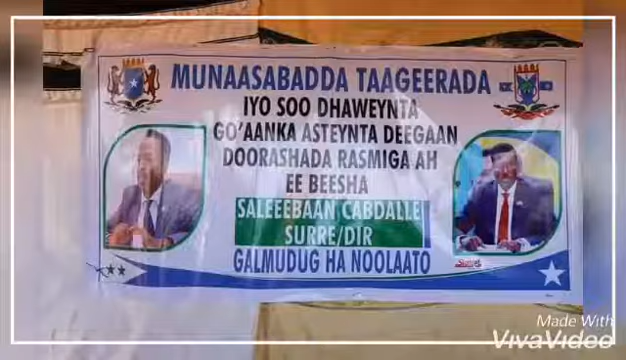 MUNAASABADDA TAAGEERADA
IYO SOO DHAWEYNTA
GO'AANKA ASTEYNTA DEEGAAN
DOORASHADA RASMIGA AH
EE BEESHA
SALEEEBAAN CABDALLE
SURRE/DIR
GALMUDUG HA NOOLAATO
Made With
VivaVideo